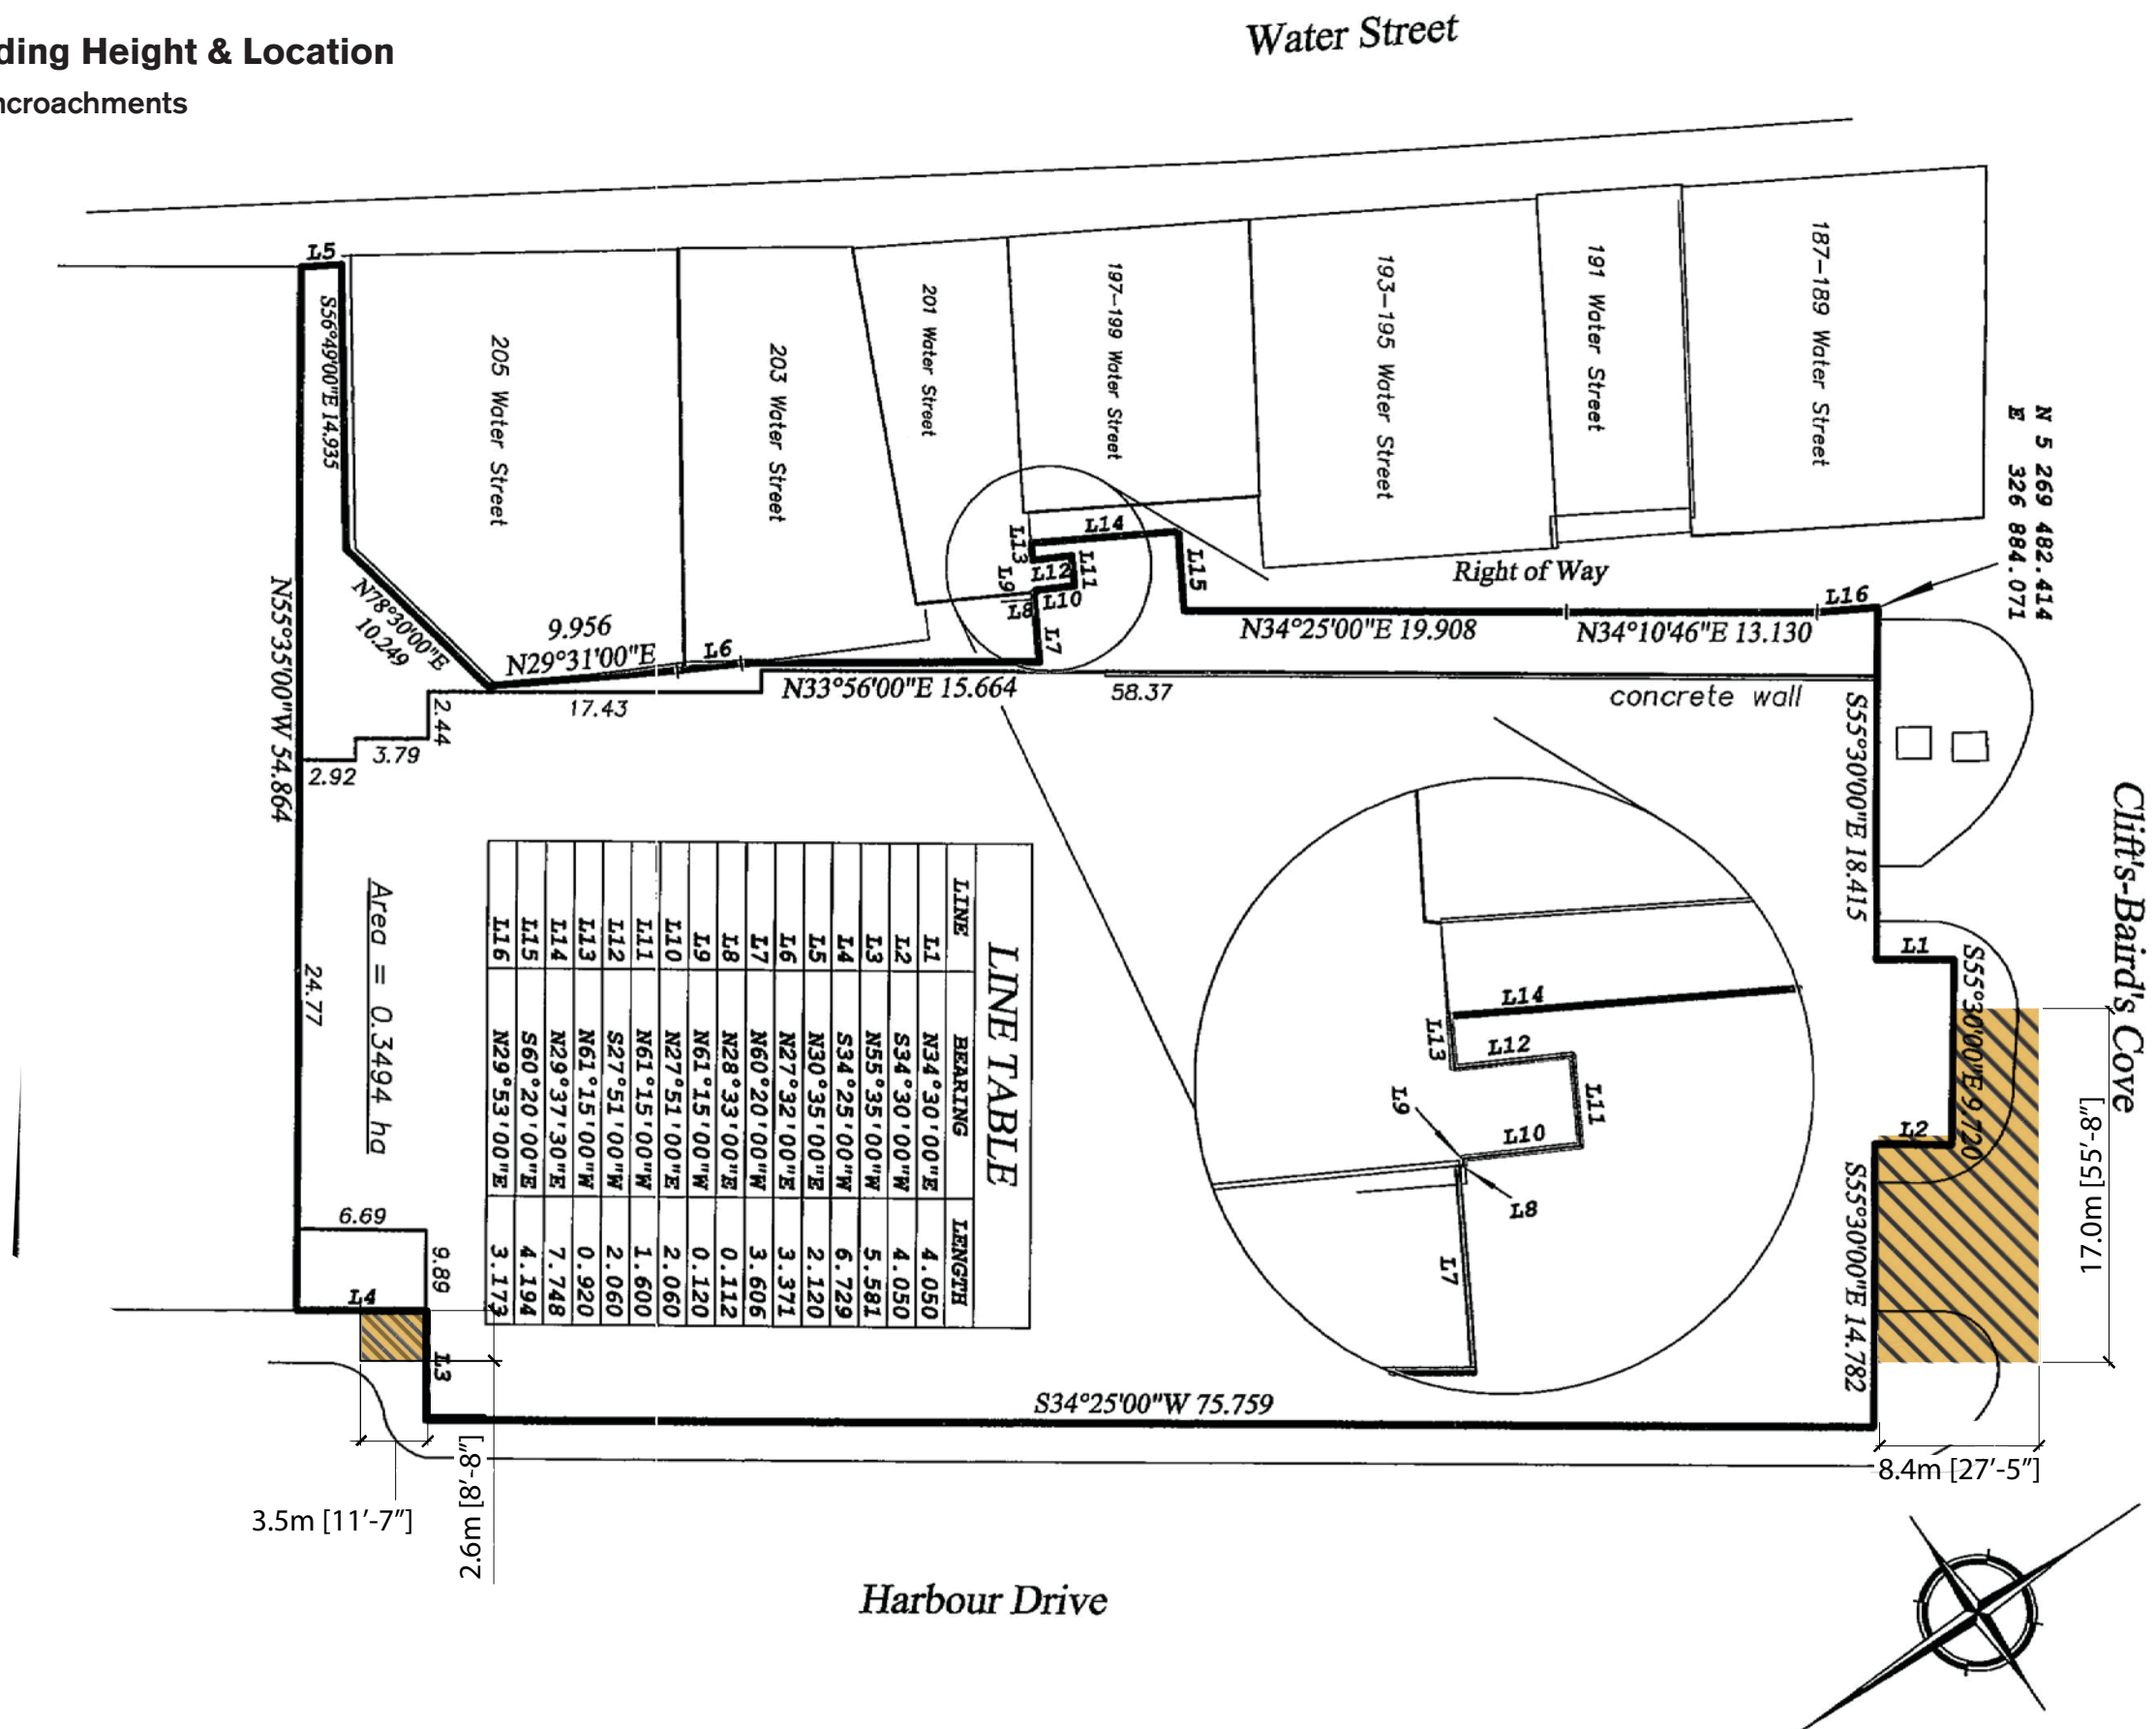 ding Height & Location
ncroachments
Water Street
L5
S56°49'00"E 14.935
205 Water Street
203 Water Street
201 Water Street
197-199 Water Street
193-195 Water Street
191 Water Street
187-189 Water Street
N 5 269 482.414
E 326 884.071
N78°30'00"E
10.249
9.956
N29°31'00"E
L6
L14
L13
L12
L11
L9
L10
L8
L7
L15
Right of Way
L16
N34°25'00"E 19.908
N34°10'46"E 13.130
N33°56'00"E 15.664
58.37
concrete wall
17.43
2.44
3.79
2.92
N55°35'00"W 54.864
24.77
Area = 0.3494 ha
LINE TABLE
LINE BEARING LENGTH
L1 N34°30'00"E 4.050
L2 S34°30'00"W 4.050
L3 N55°35'00"W 5.581
L4 S34°25'00"W 6.729
L5 N30°35'00"E 2.120
L6 N27°32'00"E 3.371
L7 N60°20'00"W 3.606
L8 N28°33'00"E 0.112
L9 N61°15'00"W 0.120
L10 N27°51'00"E 2.060
L11 N61°15'00"W 1.600
L12 S27°51'00"W 2.060
L13 N61°15'00"W 0.920
L14 N29°37'30"E 7.748
L15 S60°20'00"E 4.194
L16 N29°53'00"E 3.173
L14
L13
L12
L11
L9
L10
L8
L7
S55°30'00"E 18.415
L1
S55°30'00"E 9.720
L2
S55°30'00"E 14.782
Clift's-Baird's Cove
17.0m [55'-8"]
8.4m [27'-5"]
6.69
9.89
L4
L3
S34°25'00"W 75.759
3.5m [11'-7"]
2.6m [8'-8"]
Harbour Drive